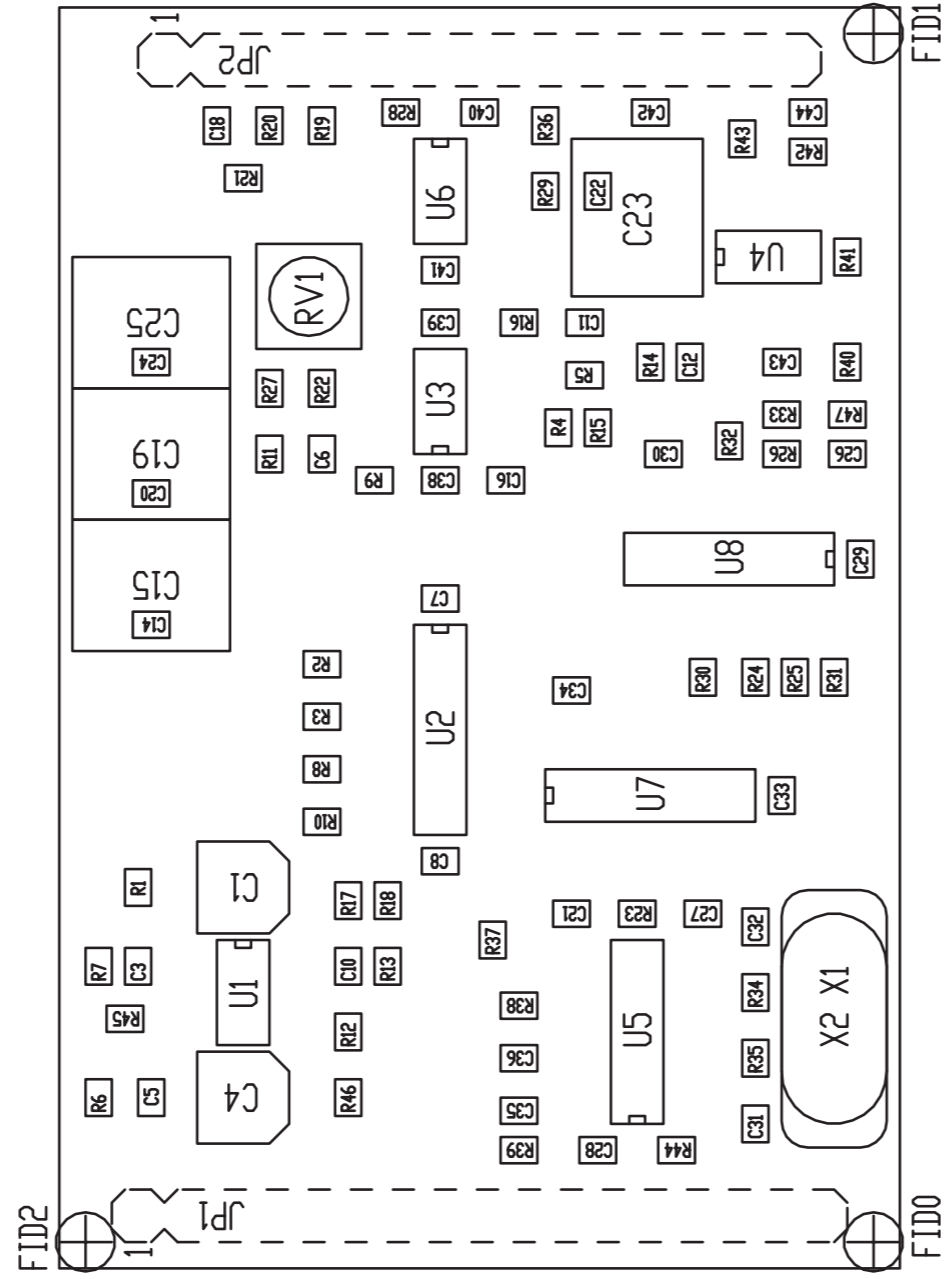 1
FID1
JP2
C18
R20
R19
R28
C40
R36
C42
C44
R43
R42
R21
U6
R29
C22
C23
U4
R41
C41
RV1
C25
C24
C39
R16
C11
R14
C12
C43
R40
R5
R27
R22
U3
R4
R15
R33
R47
R32
C19
C20
R11
C6
R9
C38
C16
C30
R26
C26
U8
C29
C15
C14
C7
R2
R3
R8
R10
U2
C34
R30
R24
R25
R31
U7
C33
C8
R1
C1
R17
R18
C21
R23
C27
C32
R37
R7
C3
U1
C10
R13
R45
R38
R34
X2 X1
R12
U5
C36
R35
R6
C5
C4
R46
C35
C31
R39
C28
R44
FID2
1
JP1
FID0